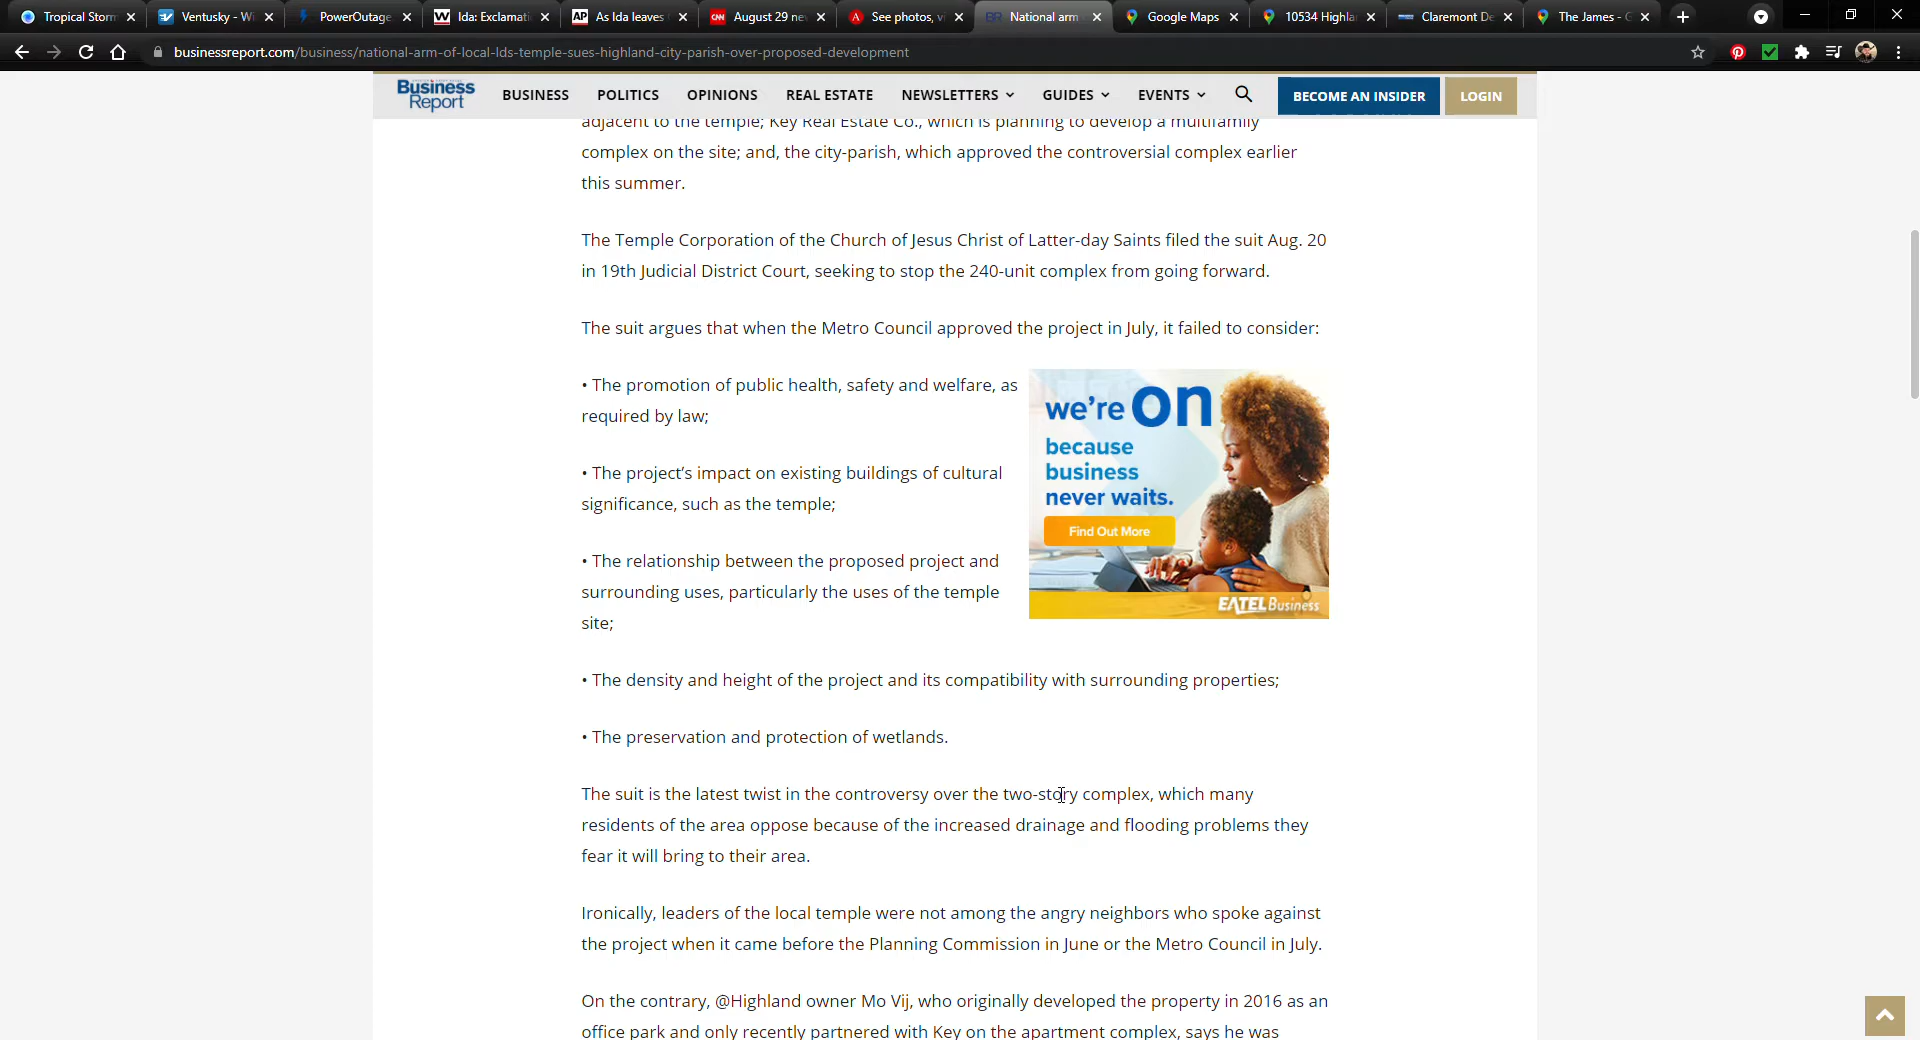 Tropical Storm
Ventusky - Wi
PowerOutage
Ida: Exclamati
As Ida leaves
August 29 ne
See photos, vi
National arm
Google Maps
10534 Highla
Claremont De
The James - G
businessreport.com/business/national-arm-of-local-lds-temple-sues-highland-city-parish-over-proposed-development
Business Report
BUSINESS POLITICS OPINIONS REAL ESTATE NEWSLETTERS GUIDES EVENTS BECOME AN INSIDER LOGIN
adjacent to the temple; Key Real Estate Co., which is planning to develop a multifamily
complex on the site; and, the city-parish, which approved the controversial complex earlier
this summer.
The Temple Corporation of the Church of Jesus Christ of Latter-day Saints filed the suit Aug. 20
in 19th Judicial District Court, seeking to stop the 240-unit complex from going forward.
The suit argues that when the Metro Council approved the project in July, it failed to consider:
• The promotion of public health, safety and welfare, as
required by law;
• The project's impact on existing buildings of cultural
significance, such as the temple;
• The relationship between the proposed project and
surrounding uses, particularly the uses of the temple
site;
we're on
because
business
never waits.
Find Out More
EATEL Business
• The density and height of the project and its compatibility with surrounding properties;
• The preservation and protection of wetlands.
The suit is the latest twist in the controversy over the two-story complex, which many
residents of the area oppose because of the increased drainage and flooding problems they
fear it will bring to their area.
Ironically, leaders of the local temple were not among the angry neighbors who spoke against
the project when it came before the Planning Commission in June or the Metro Council in July.
On the contrary, @Highland owner Mo Vij, who originally developed the property in 2016 as an
office park and only recently partnered with Key on the apartment complex, says he was